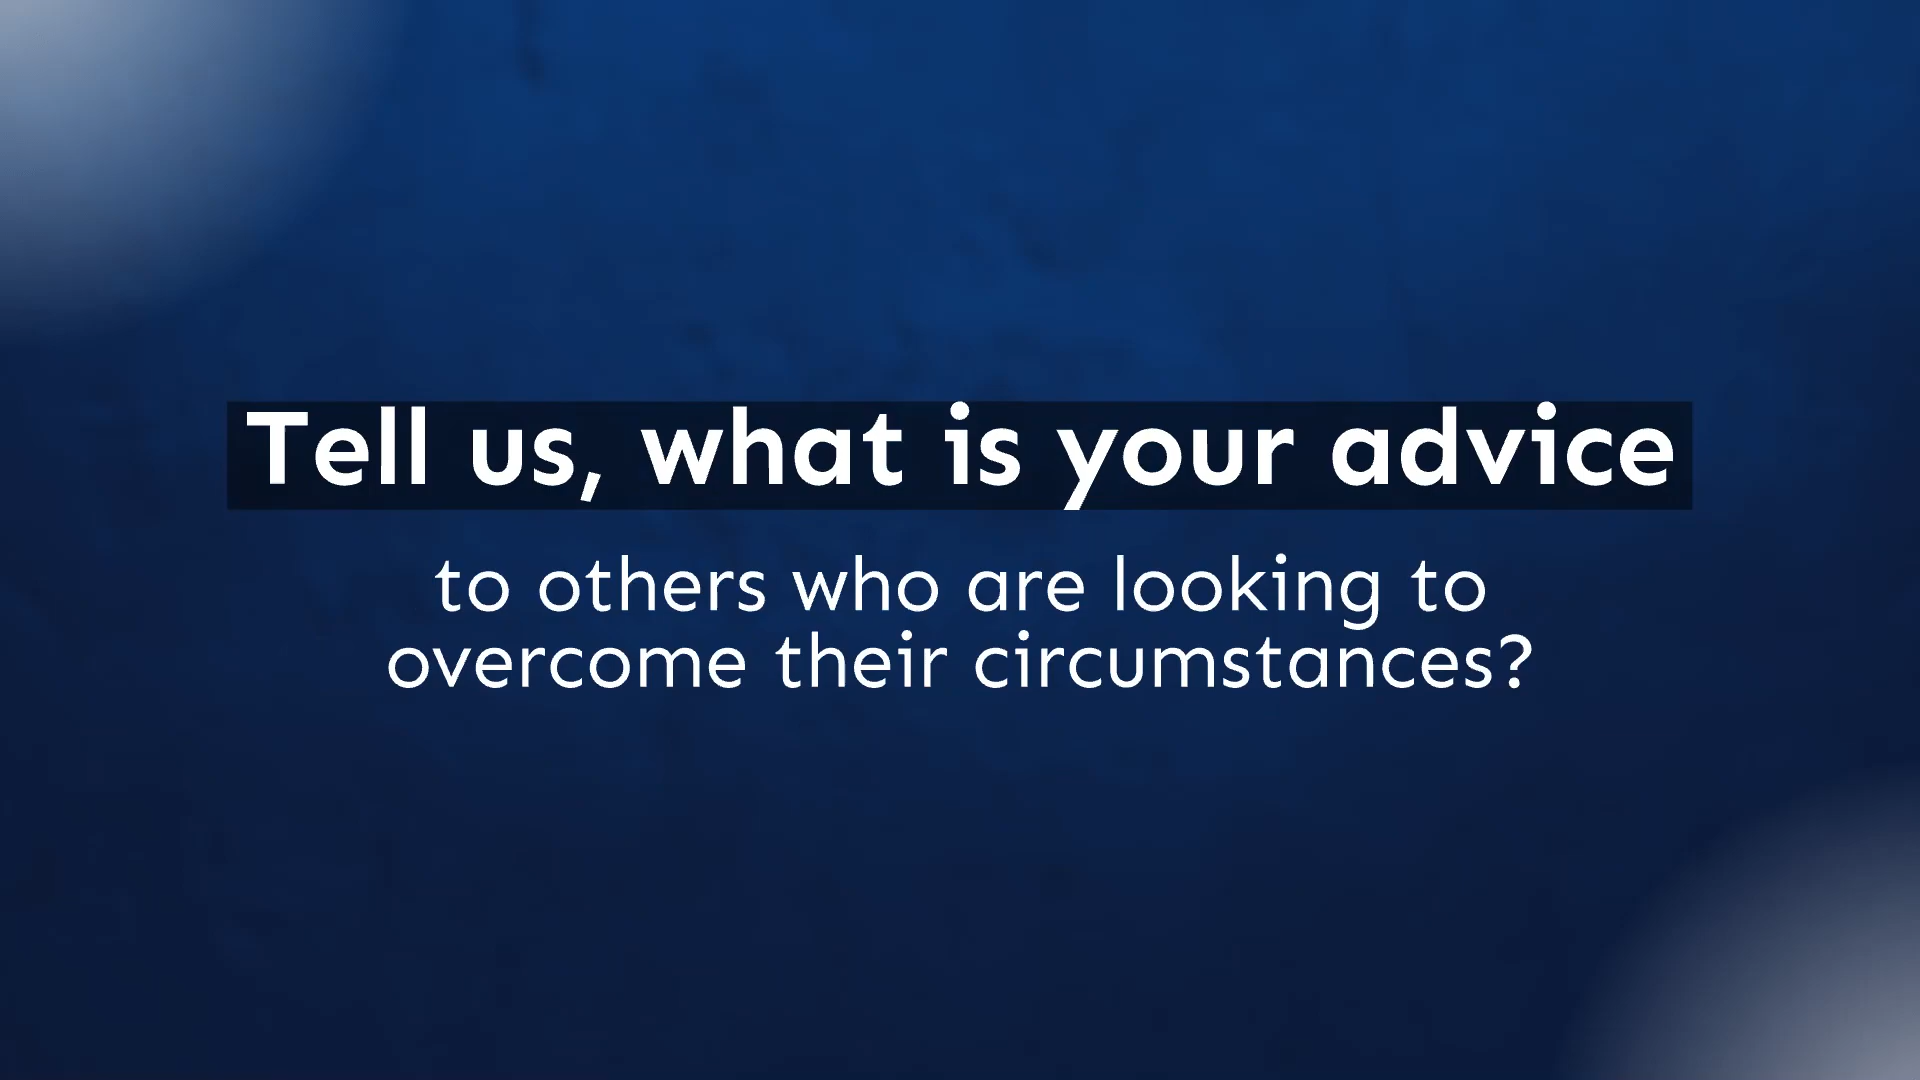 Tell us, what is your advice
to others who are looking to
overcome their circumstances?